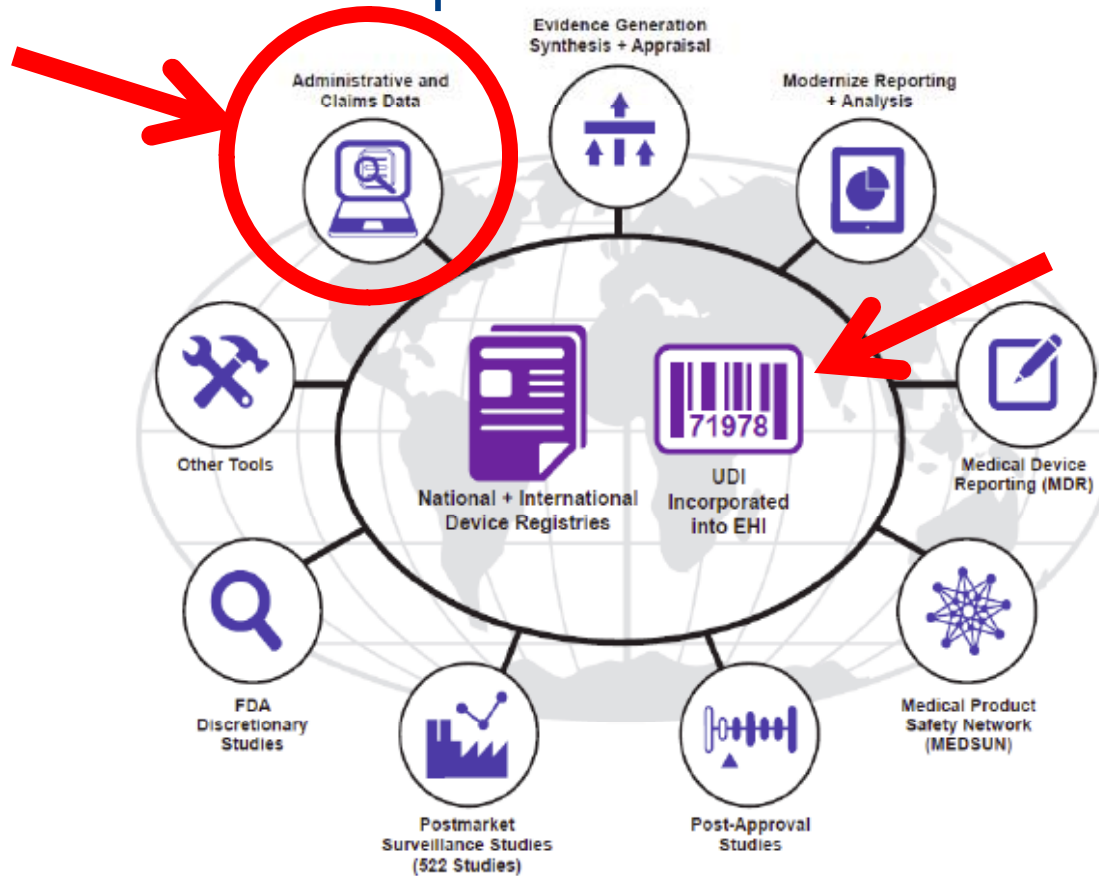 Evidence Generation
Synthesis + Appraisal
Administrative and
Claims Data
Modernize Reporting
+ Analysis
71978
Other Tools
National + International
Device Registries
UDI
Incorporated
into EHI
Medical Device
Reporting (MDR)
FDA
Discretionary
Studies
Medical Product
Safety Network
(MEDSUN)
Postmarket
Surveillance Studies
(522 Studies)
Post-Approval
Studies